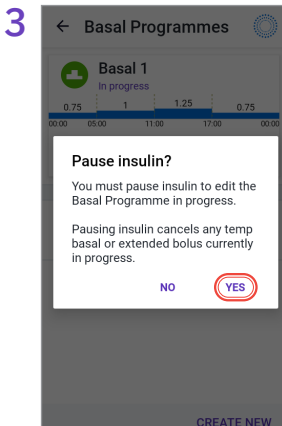 3
Basal Programmes
Basal 1
In progress
0.75 1 1.25 0.75
00:00 05:00 11:00 17:00 00:00
Pause insulin?
You must pause insulin to edit the
Basal Programme in progress.
Pausing insulin cancels any temp
basal or extended bolus currently
in progress.
NO YES
CREATE NEW